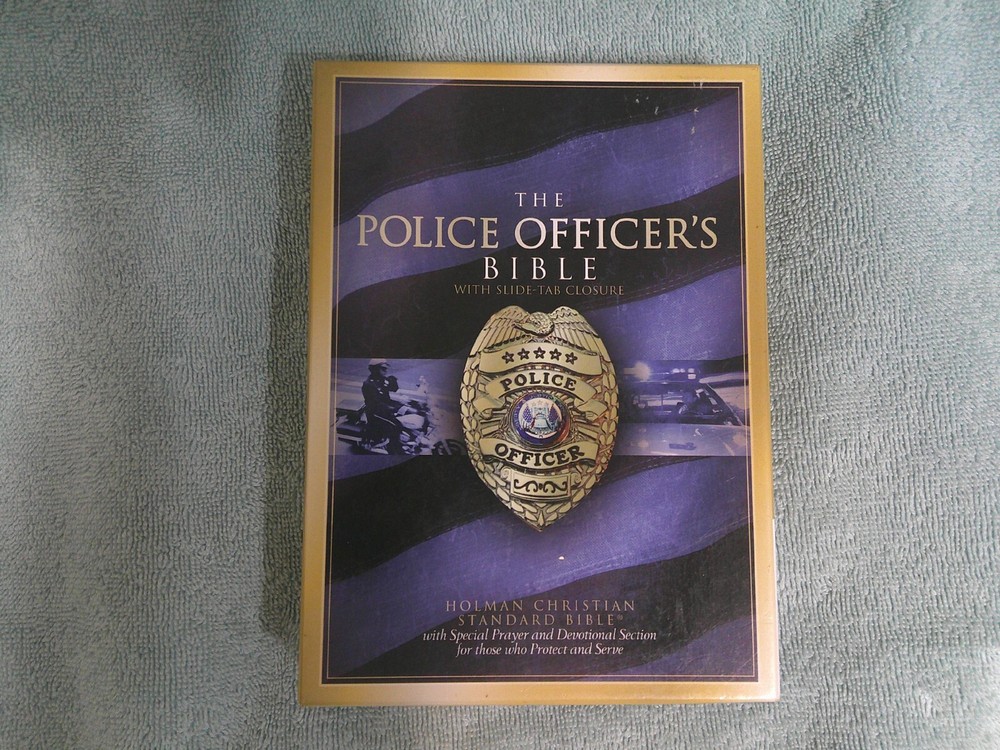 THE
POLICE OFFICER'S
BIBLE
WITH SLIDE-TAB CLOSURE
POLICE
OFFICER
HOLMAN CHRISTIAN
STANDARD BIBLE®
with Special Prayer and Devotional Section
for those who Protect and Serve